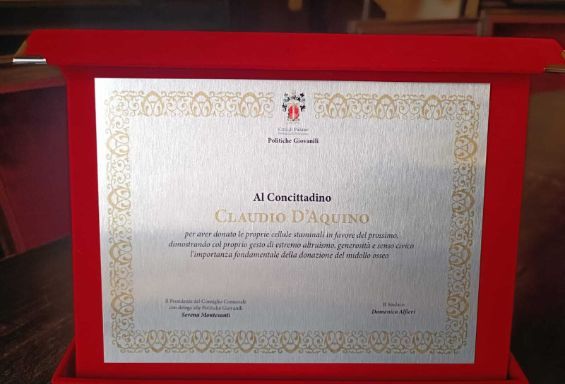 Città di Paliano
Politiche Giovanili
Al Concittadino
CLAUDIO D'AQUINO
per aver donato le proprie cellule staminali in favore del prossimo,
dimostrando col proprio gesto di estremo altruismo, generosità e senso civico
l'importanza fondamentale della donazione del midollo osseo
Il Presidente del Consiglio Comunale
con delega alle Politiche Giovanili
Serena Montesanti
Il Sindaco
Domenico Alfieri